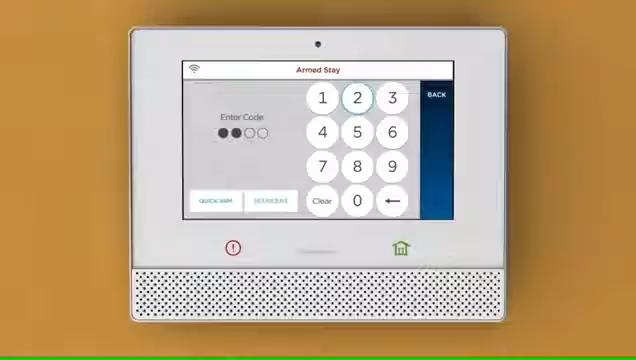 Armed Stay
1 2 3
BACK
Enter Code
4 5 6
7 8 9
QUICK ARM
Clear 0